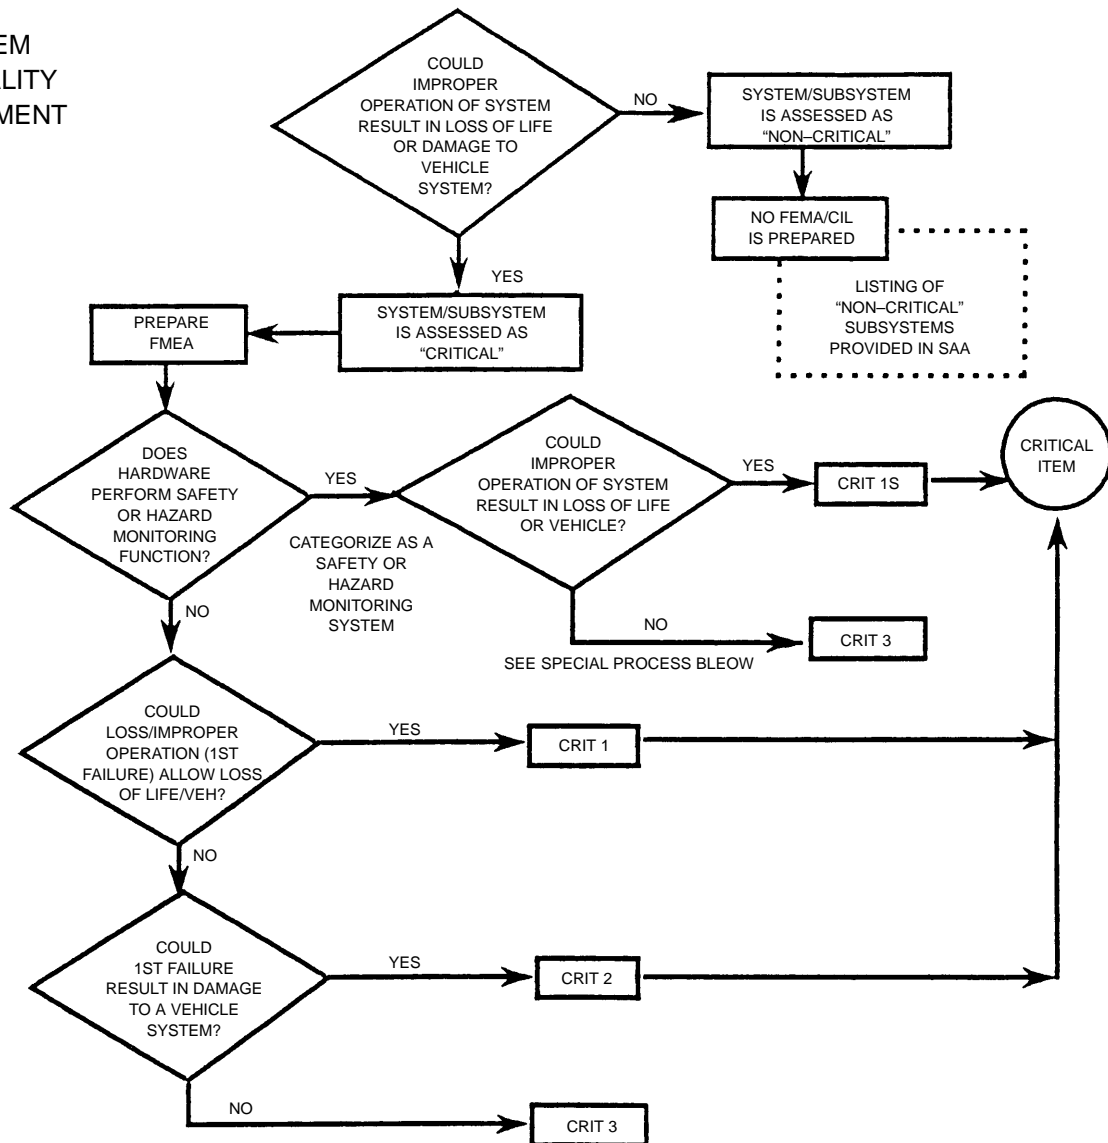 EM
ALITY
MENT
COULD
IMPROPER
OPERATION OF SYSTEM
RESULT IN LOSS OF LIFE
OR DAMAGE TO
VEHICLE
SYSTEM?
NO
SYSTEM/SUBSYSTEM
IS ASSESSED AS
“NON–CRITICAL”
NO FEMA/CIL
IS PREPARED
LISTING OF
“NON–CRITICAL”
SUBSYSTEMS
PROVIDED IN SAA
YES
SYSTEM/SUBSYSTEM
IS ASSESSED AS
“CRITICAL”
PREPARE
FMEA
DOES
HARDWARE
PERFORM SAFETY
OR HAZARD
MONITORING
FUNCTION?
YES
CATEGORIZE AS A
SAFETY OR
HAZARD
MONITORING
SYSTEM
COULD
IMPROPER
OPERATION OF SYSTEM
RESULT IN LOSS OF LIFE
OR VEHICLE?
YES
CRIT 1S
CRITICAL
ITEM
NO
SEE SPECIAL PROCESS BLEOW
CRIT 3
NO
COULD
LOSS/IMPROPER
OPERATION (1ST
FAILURE) ALLOW LOSS
OF LIFE/VEH?
YES
CRIT 1
NO
COULD
1ST FAILURE
RESULT IN DAMAGE
TO A VEHICLE
SYSTEM?
YES
CRIT 2
NO
CRIT 3